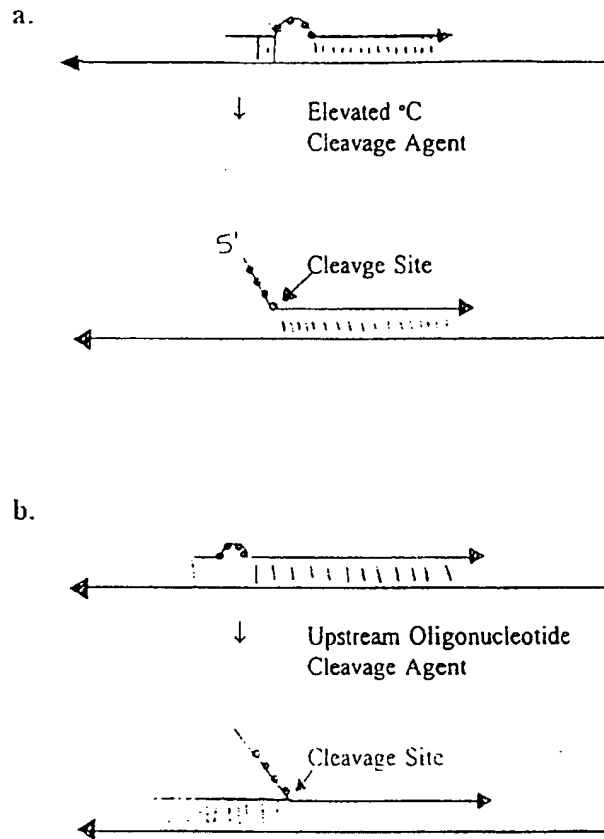 a.
↓ Elevated °C
Cleavage Agent
5'
Cleavge Site
b.
↓ Upstream Oligonucleotide
Cleavage Agent
Cleavage Site